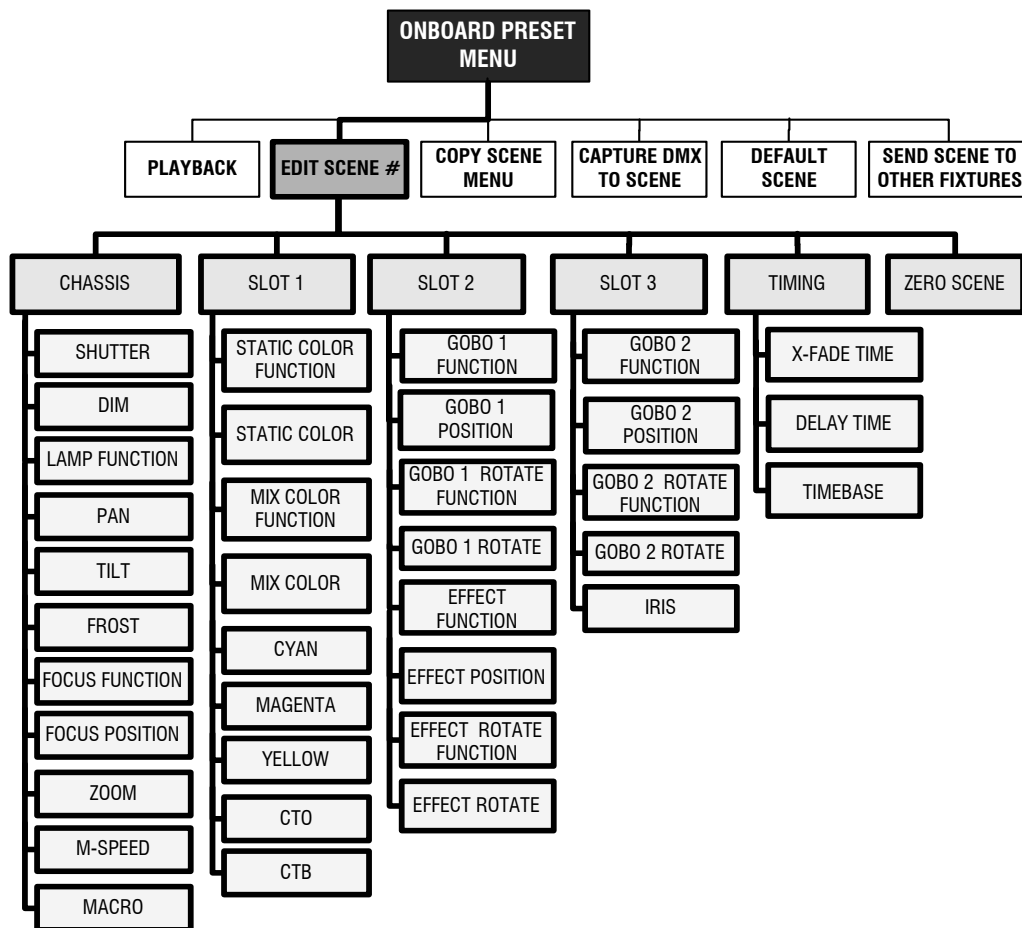 ONBOARD PRESET
MENU
PLAYBACK
EDIT SCENE #
COPY SCENE
MENU
CAPTURE DMX
TO SCENE
DEFAULT
SCENE
SEND SCENE TO
OTHER FIXTURES
CHASSIS
SHUTTER
DIM
LAMP FUNCTION
PAN
TILT
FROST
FOCUS FUNCTION
FOCUS POSITION
ZOOM
M-SPEED
MACRO
SLOT 1
STATIC COLOR
FUNCTION
STATIC COLOR
MIX COLOR
FUNCTION
MIX COLOR
CYAN
MAGENTA
YELLOW
CTO
CTB
SLOT 2
GOBO 1
FUNCTION
GOBO 1
POSITION
GOBO 1 ROTATE
FUNCTION
GOBO 1 ROTATE
EFFECT
FUNCTION
EFFECT POSITION
EFFECT ROTATE
FUNCTION
EFFECT ROTATE
SLOT 3
GOBO 2
FUNCTION
GOBO 2
POSITION
GOBO 2 ROTATE
FUNCTION
GOBO 2 ROTATE
IRIS
TIMING
X-FADE TIME
DELAY TIME
TIMEBASE
ZERO SCENE